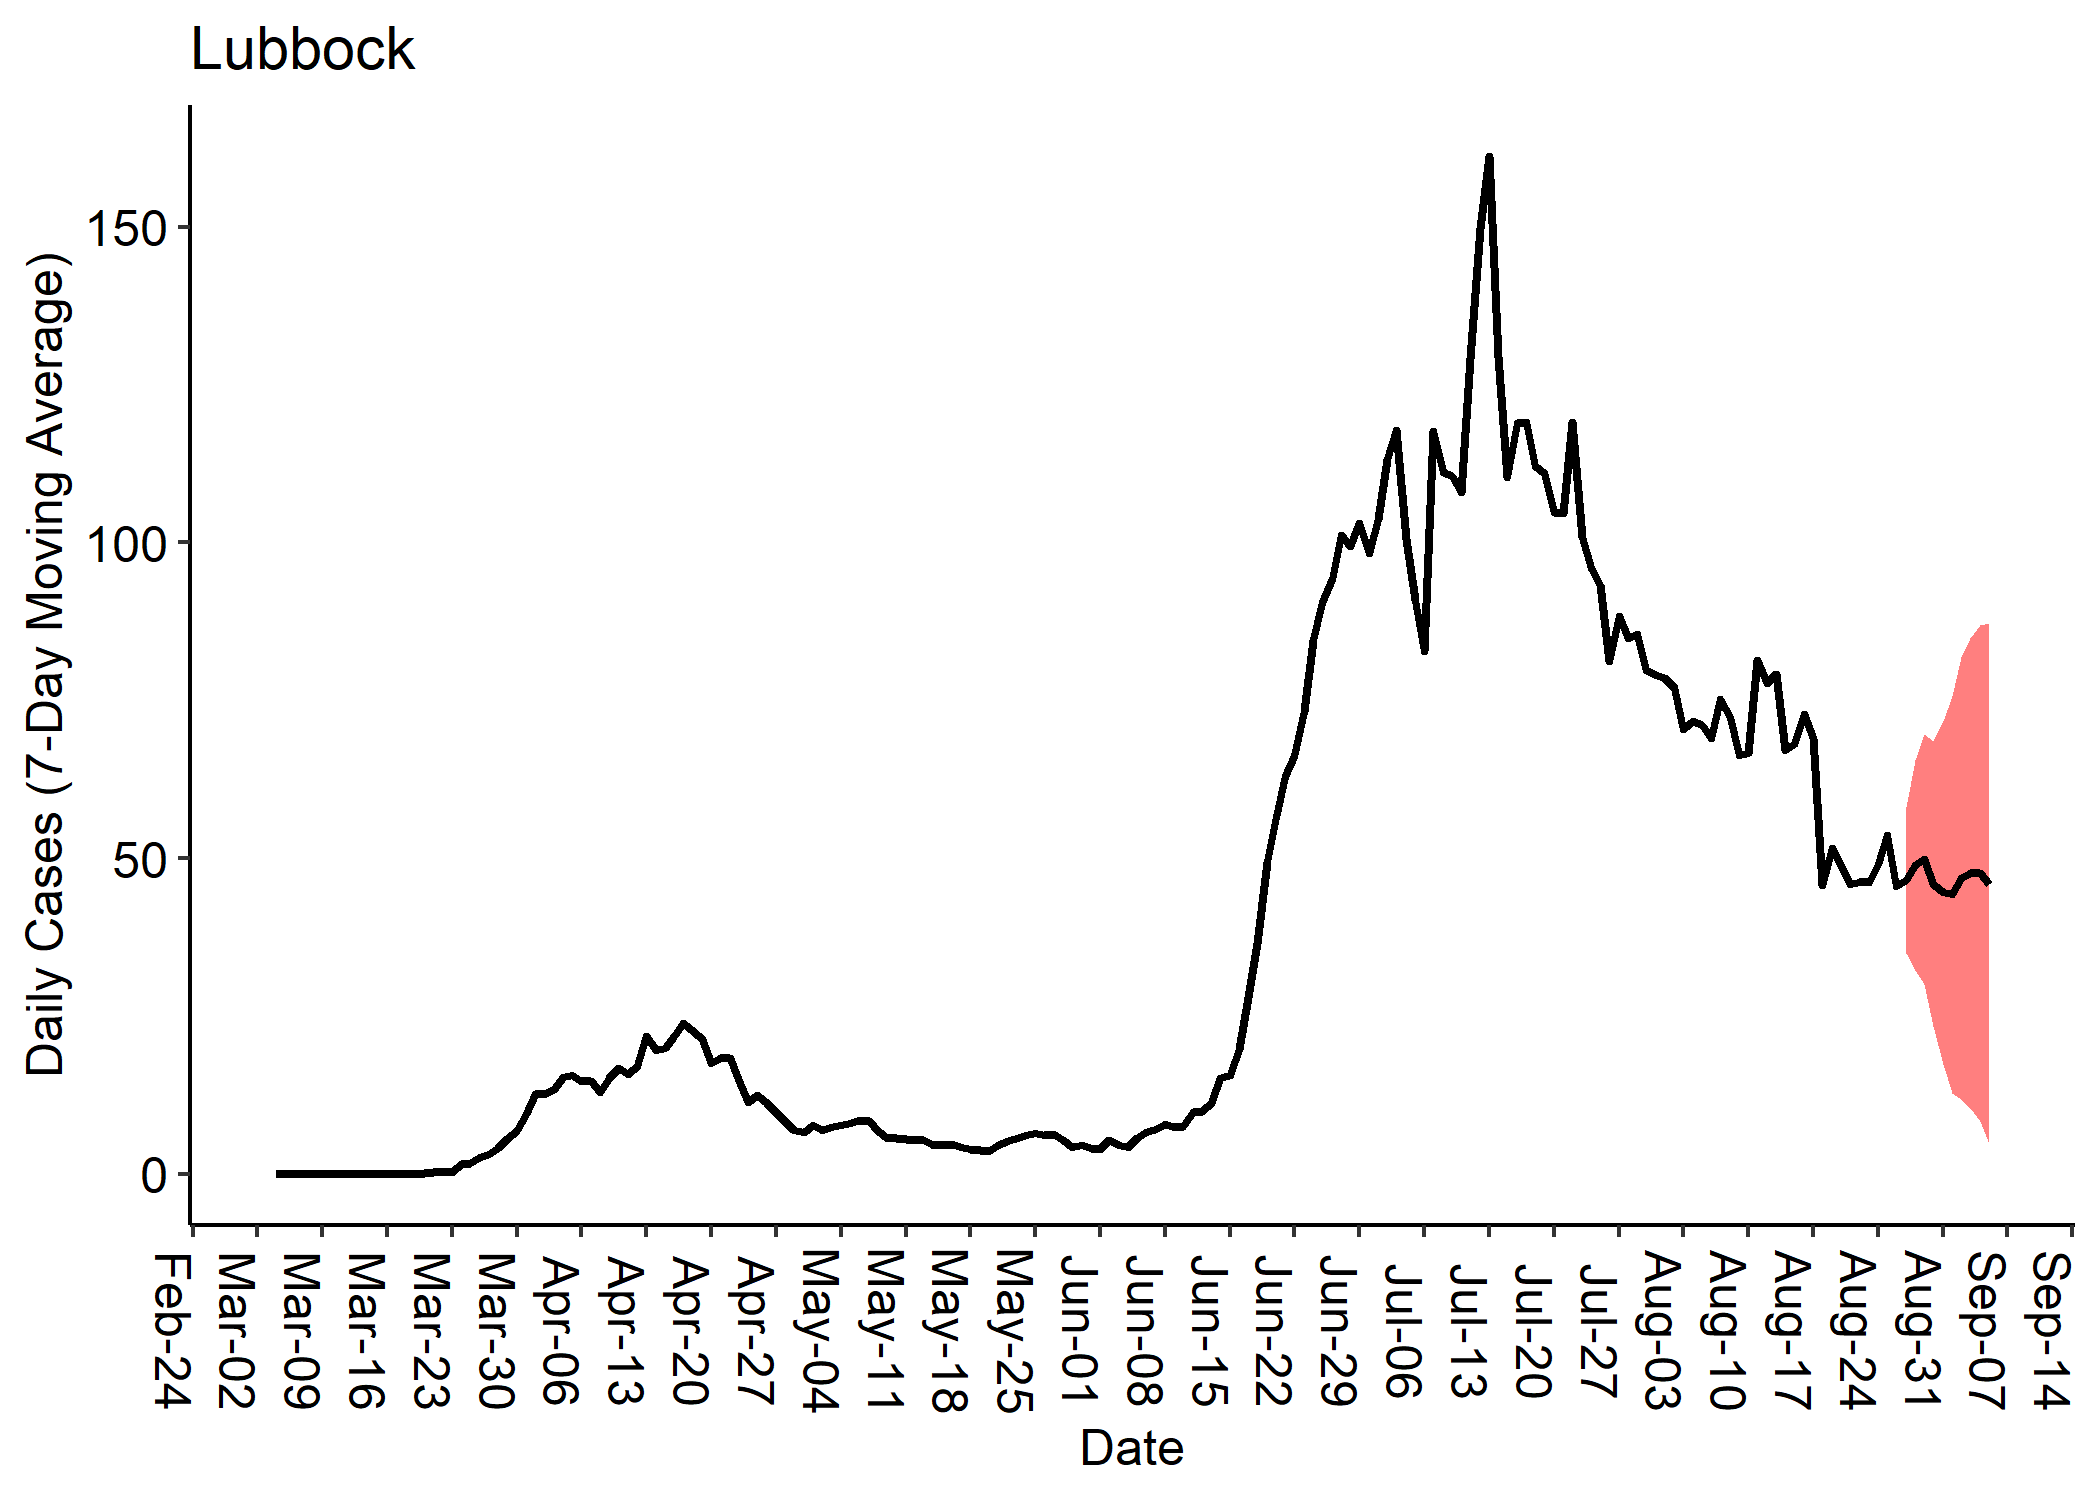 Lubbock
Daily Cases (7-Day Moving Average)
150
100
50
0
Feb-24
Mar-02
Mar-09
Mar-16
Mar-23
Mar-30
Apr-06
Apr-13
Apr-20
Apr-27
May-04
May-11
May-18
May-25
Jun-01
Jun-08
Jun-15
Jun-22
Jun-29
Jul-06
Jul-13
Jul-20
Jul-27
Aug-03
Aug-10
Aug-17
Aug-24
Aug-31
Sep-07
Sep-14
Date